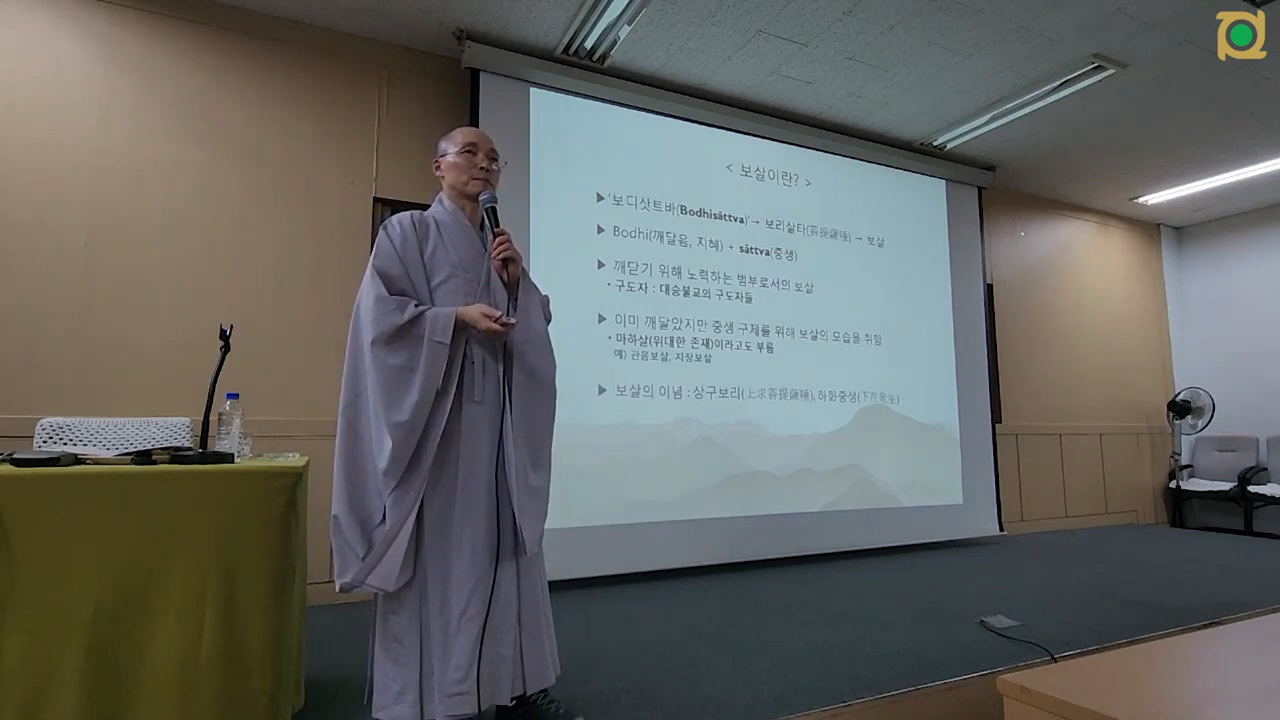 < 보살이란? >
▶ '보디삿트바(Bodhisāttva)'→ 보리살타(菩提薩埵) → 보살
▶ Bodhi(깨달음, 지혜) + sāttva(중생)
▶ 깨닫기 위해 노력하는 범부로서의 보살
• 구도자 : 대승불교의 구도자들
▶ 이미 깨달았지만 중생 구제를 위해 보살의 모습을 취함
• 마하살(위대한 존재)이라고도 부름
예) 관음보살, 지장보살
▶ 보살의 이념 : 상구보리(上求菩提薩埵), 하화중생(下化衆生)